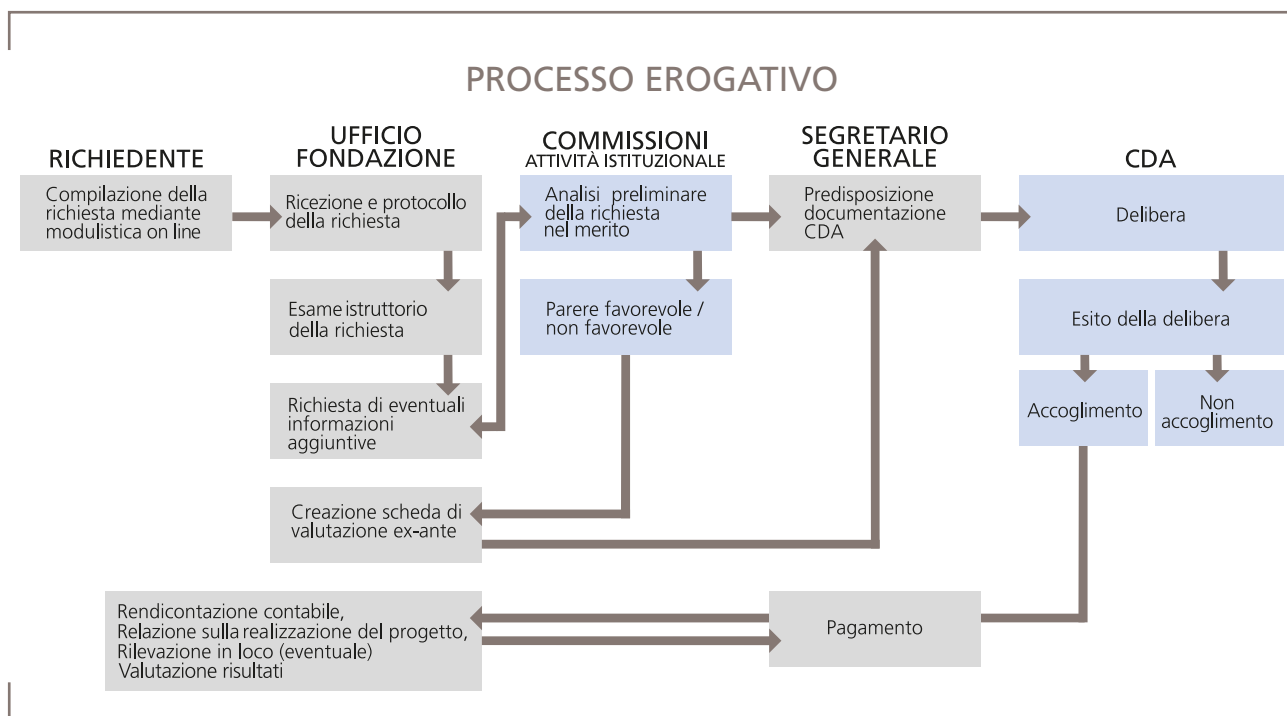 PROCESSO EROGATIVO
RICHIEDENTE
Compilazione della
richiesta mediante
modulistica on line
UFFICIO
FONDAZIONE
Ricezione e protocollo
della richiesta
Esame istruttorio
della richiesta
Richiesta di eventuali
informazioni
aggiuntive
Creazione scheda di
valutazione ex-ante
COMMISSIONI
ATTIVITÀ ISTITUZIONALE
Analisi preliminare
della richiesta
nel merito
Parere favorevole /
non favorevole
SEGRETARIO
GENERALE
Predisposizione
documentazione
CDA
CDA
Delibera
Esito della delibera
Accoglimento
Non
accoglimento
Rendicontazione contabile,
Relazione sulla realizzazione del progetto,
Rilevazione in loco (eventuale)
Valutazione risultati
Pagamento